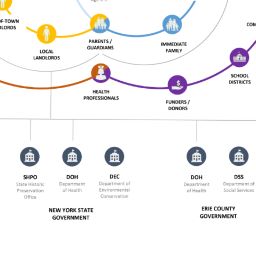 OF-TOWN
LOCAL
LANDLORDS
PARENTS /
GUARDIANS
IMMEDIATE
FAMILY
SCHOOL
DISTRICTS
HEALTH
PROFESSIONALS
FUNDERS /
DONORS
SHPO
State Historic
Preservation
Office
DOH
Department
of Health
DEC
Department of
Environmental
Conservation
DOH
Department
of Health
DSS
Department of
Social Services
NEW YORK STATE
GOVERNMENT
ERIE COUNTY
GOVERNMENT